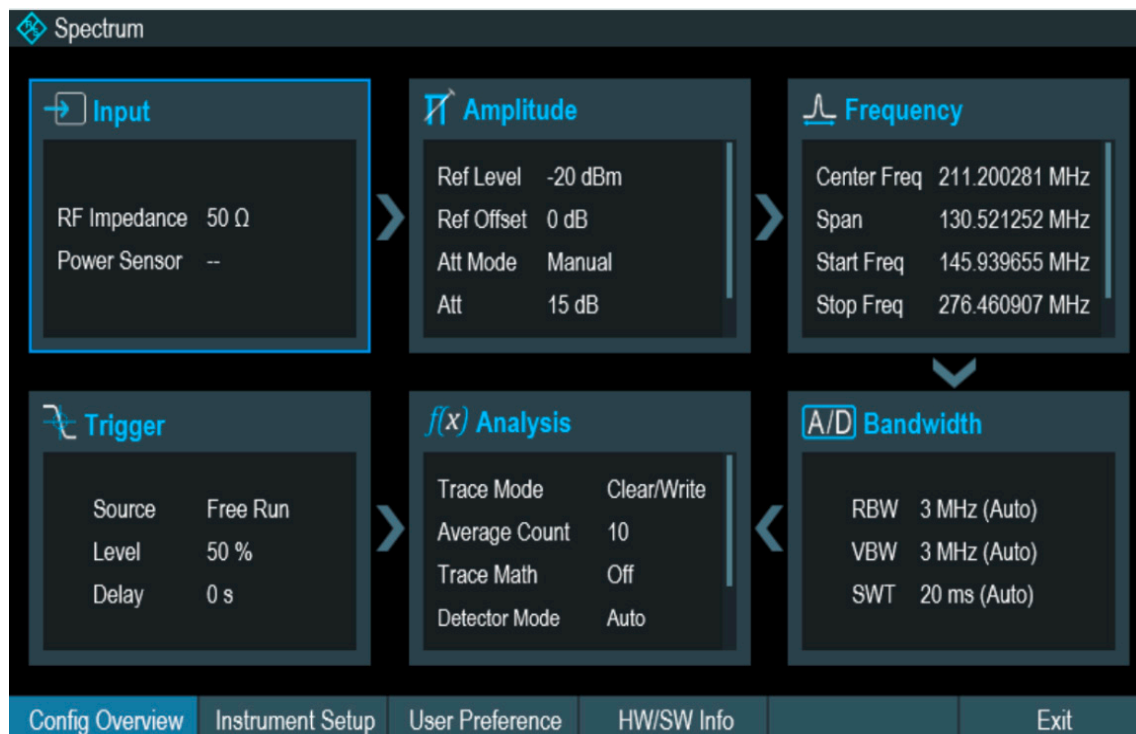 Spectrum
Input
RF Impedance 50 Ω
Power Sensor --
Amplitude
Ref Level -20 dBm
Ref Offset 0 dB
Att Mode Manual
Att 15 dB
Frequency
Center Freq 211.200281 MHz
Span 130.521252 MHz
Start Freq 145.939655 MHz
Stop Freq 276.460907 MHz
Trigger
Source Free Run
Level 50 %
Delay 0 s
f(x) Analysis
Trace Mode Clear/Write
Average Count 10
Trace Math Off
Detector Mode Auto
A/D Bandwidth
RBW 3 MHz (Auto)
VBW 3 MHz (Auto)
SWT 20 ms (Auto)
Config Overview Instrument Setup User Preference HW/SW Info Exit